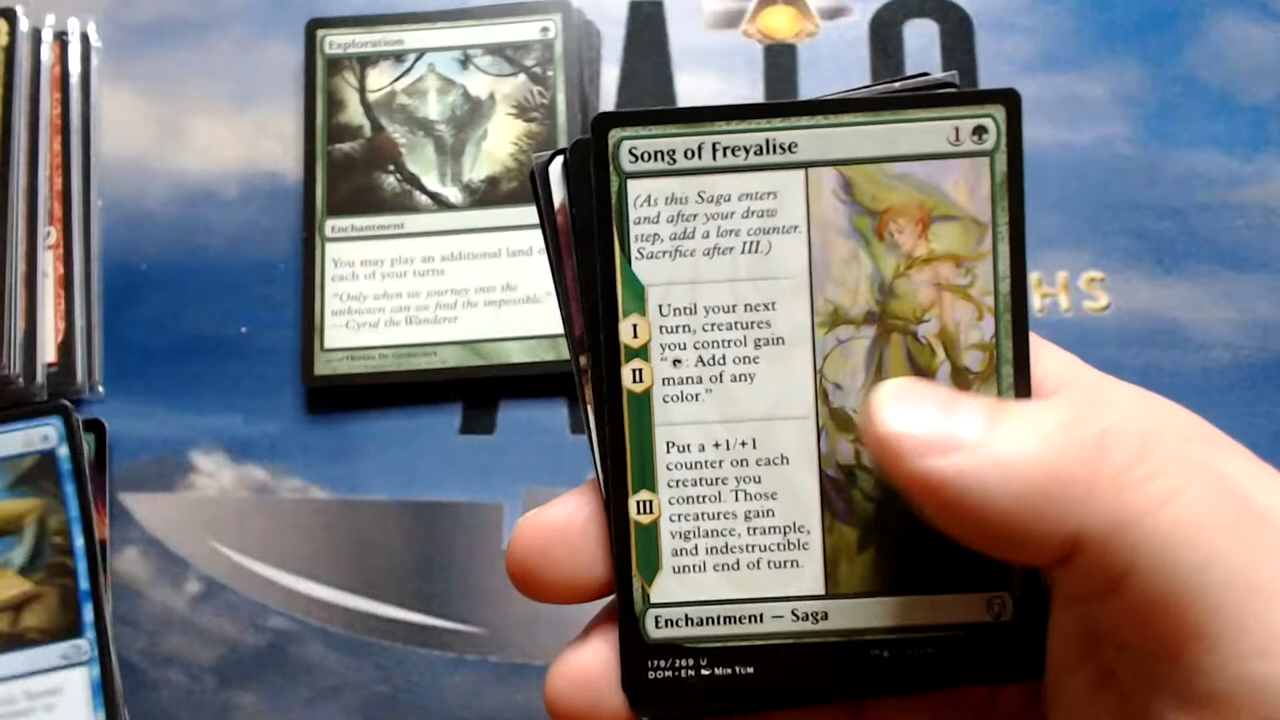 Exploration
Enchantment
You may play an additional land o
each of your turns.
"Only when we journey into the
unknown can we find the impossible."
—Cyrul the Wanderer
Song of Freyalise
1
(As this Saga enters
and after your draw
step, add a lore counter.
Sacrifice after III.)
I
II
Until your next
turn, creatures
you control gain
": Add one
mana of any
color."
III
Put a +1/+1
counter on each
creature you
control. Those
creatures gain
vigilance, trample,
and indestructible
until end of turn.
Enchantment — Saga
179/269 U
DOM • EN Min Yum
HS